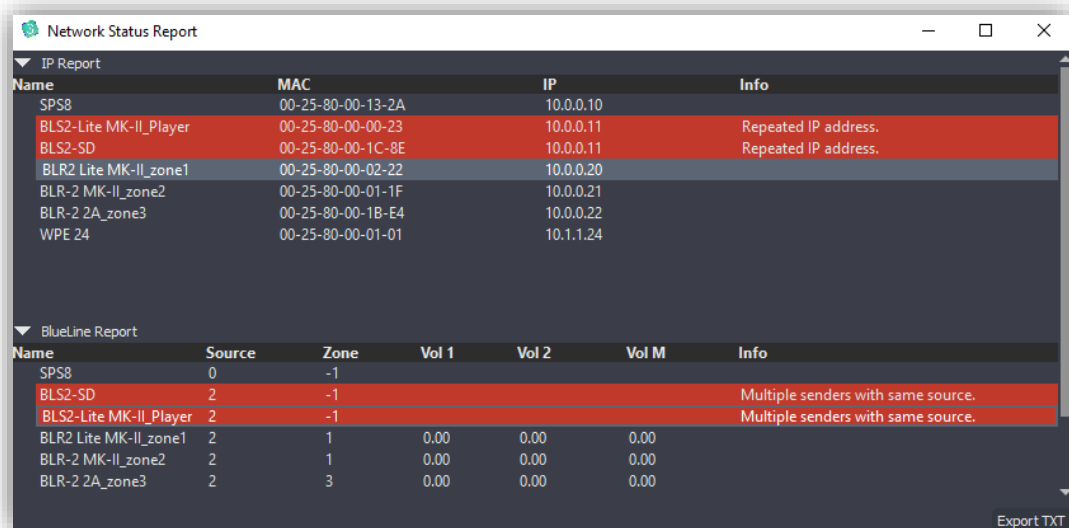 Network Status Report
IP Report
Name MAC IP Info
SPS8 00-25-80-00-13-2A 10.0.0.10
BLS2-Lite MK-II_Player 00-25-80-00-00-23 10.0.0.11 Repeated IP address.
BLS2-SD 00-25-80-00-1C-8E 10.0.0.11 Repeated IP address.
BLR2 Lite MK-II_zone1 00-25-80-00-02-22 10.0.0.20
BLR-2 MK-II_zone2 00-25-80-00-01-1F 10.0.0.21
BLR-2 2A_zone3 00-25-80-00-1B-E4 10.0.0.22
WPE 24 00-25-80-00-01-01 10.1.1.24
BlueLine Report
Name Source Zone Vol 1 Vol 2 Vol M Info
SPS8 0 -1
BLS2-SD 2 -1 Multiple senders with same source.
BLS2-Lite MK-II_Player 2 -1 Multiple senders with same source.
BLR2 Lite MK-II_zone1 2 1 0.00 0.00 0.00
BLR-2 MK-II_zone2 2 1 0.00 0.00 0.00
BLR-2 2A_zone3 2 3 0.00 0.00 0.00
Export TXT